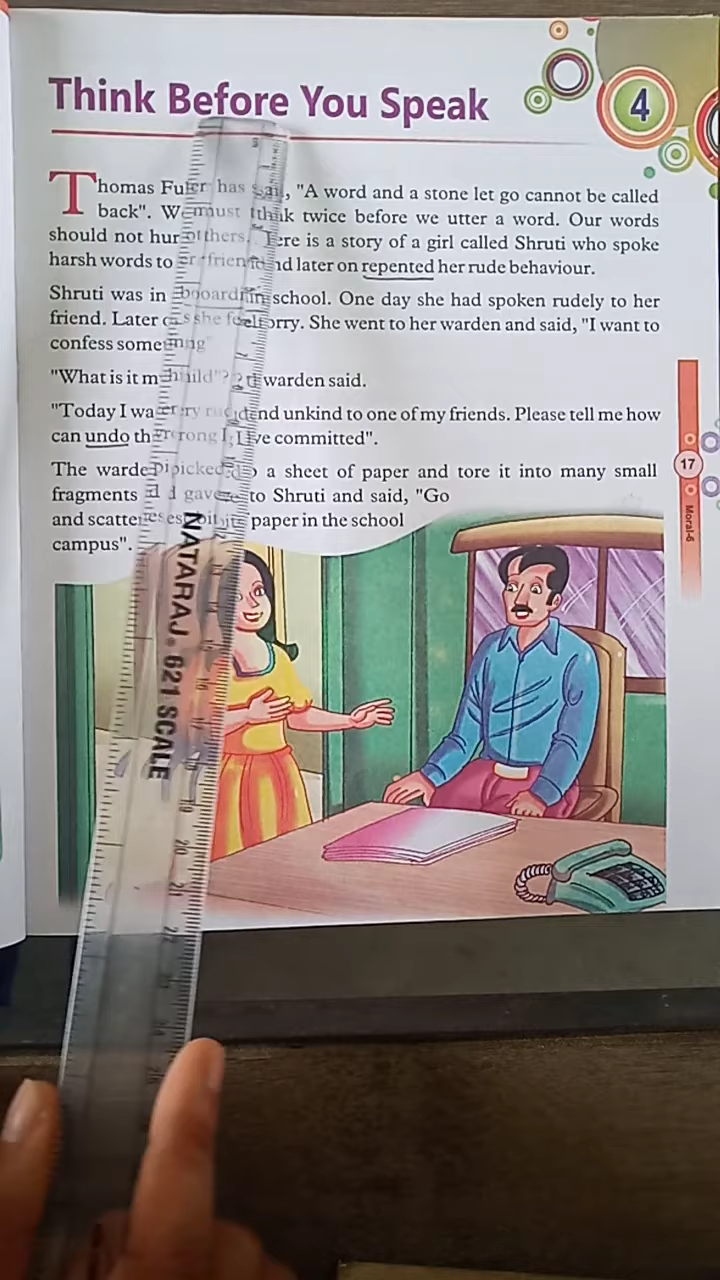 Think Before You Speak
4
Thomas Fuller has said, "A word and a stone let go cannot be called
back". We must think twice before we utter a word. Our words
should not hurt others. Here is a story of a girl called Shruti who spoke
harsh words to her friend and later on repented her rude behaviour.
Shruti was in boarding school. One day she had spoken rudely to her
friend. Later she felt sorry. She went to her warden and said, "I want to
confess something"
"What is it my child"? warden said.
"Today I was very rude and unkind to one of my friends. Please tell me how
can undo the wrong I have committed".
The warden picked up a sheet of paper and tore it into many small
fragments and gave to Shruti and said, "Go
and scatter paper in the school
campus".
17
Moral-6
NATARAJ 621 SCALE
15
16
17
19
20
21